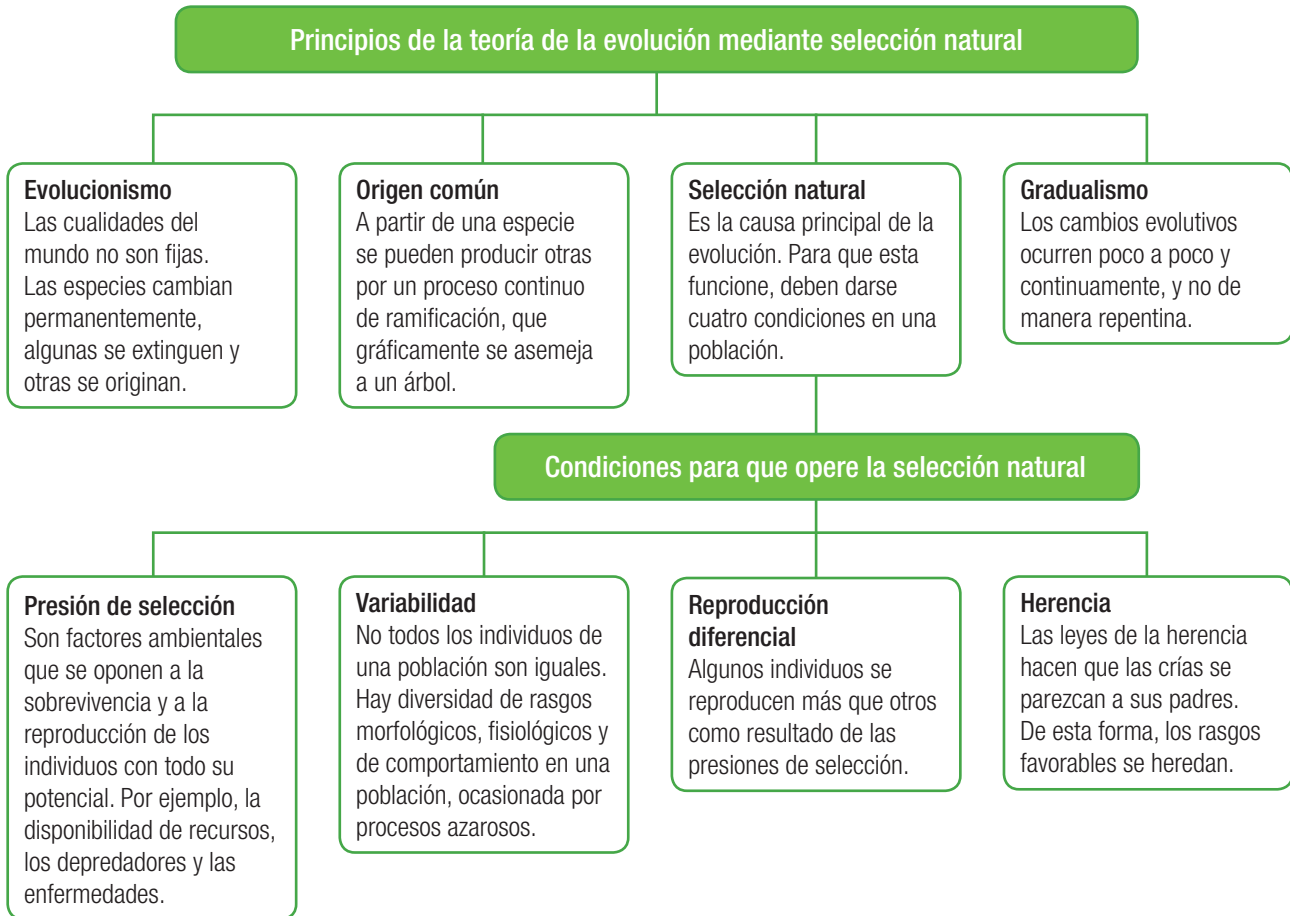 Principios de la teoría de la evolución mediante selección natural
Evolucionismo
Las cualidades del
mundo no son fijas.
Las especies cambian
permanentemente,
algunas se extinguen y
otras se originan.
Origen común
A partir de una especie
se pueden producir otras
por un proceso continuo
de ramificación, que
gráficamente se asemeja
a un árbol.
Selección natural
Es la causa principal de la
evolución. Para que esta
funcione, deben darse
cuatro condiciones en una
población.
Gradualismo
Los cambios evolutivos
ocurren poco a poco y
continuamente, y no de
manera repentina.
Condiciones para que opere la selección natural
Presión de selección
Son factores ambientales
que se oponen a la
sobrevivencia y a la
reproducción de los
individuos con todo su
potencial. Por ejemplo, la
disponibilidad de recursos,
los depredadores y las
enfermedades.
Variabilidad
No todos los individuos de
una población son iguales.
Hay diversidad de rasgos
morfológicos, fisiológicos y
de comportamiento en una
población, ocasionada por
procesos azarosos.
Reproducción
diferencial
Algunos individuos se
reproducen más que otros
como resultado de las
presiones de selección.
Herencia
Las leyes de la herencia
hacen que las crías se
parezcan a sus padres.
De esta forma, los rasgos
favorables se heredan.